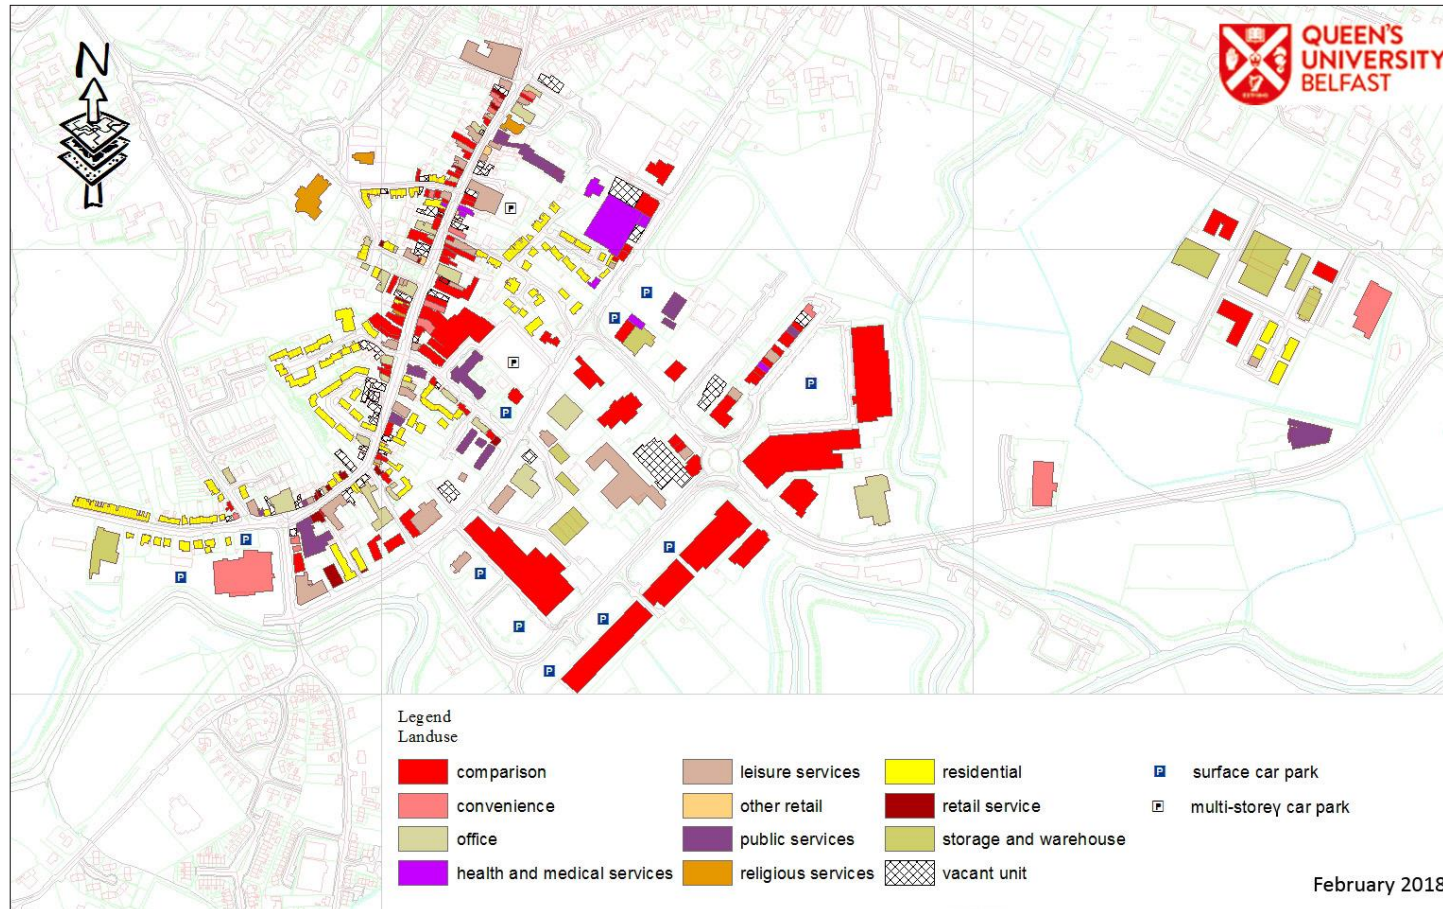 N
QUEEN'S
UNIVERSITY
BELFAST
P
P
P
P
P
P
P
P
P
P
P
P
P
P
Legend
Landuse
comparison
leisure services
residential
P surface car park
convenience
other retail
retail service
P multi-storey car park
office
public services
storage and warehouse
health and medical services
religious services
vacant unit
February 2018